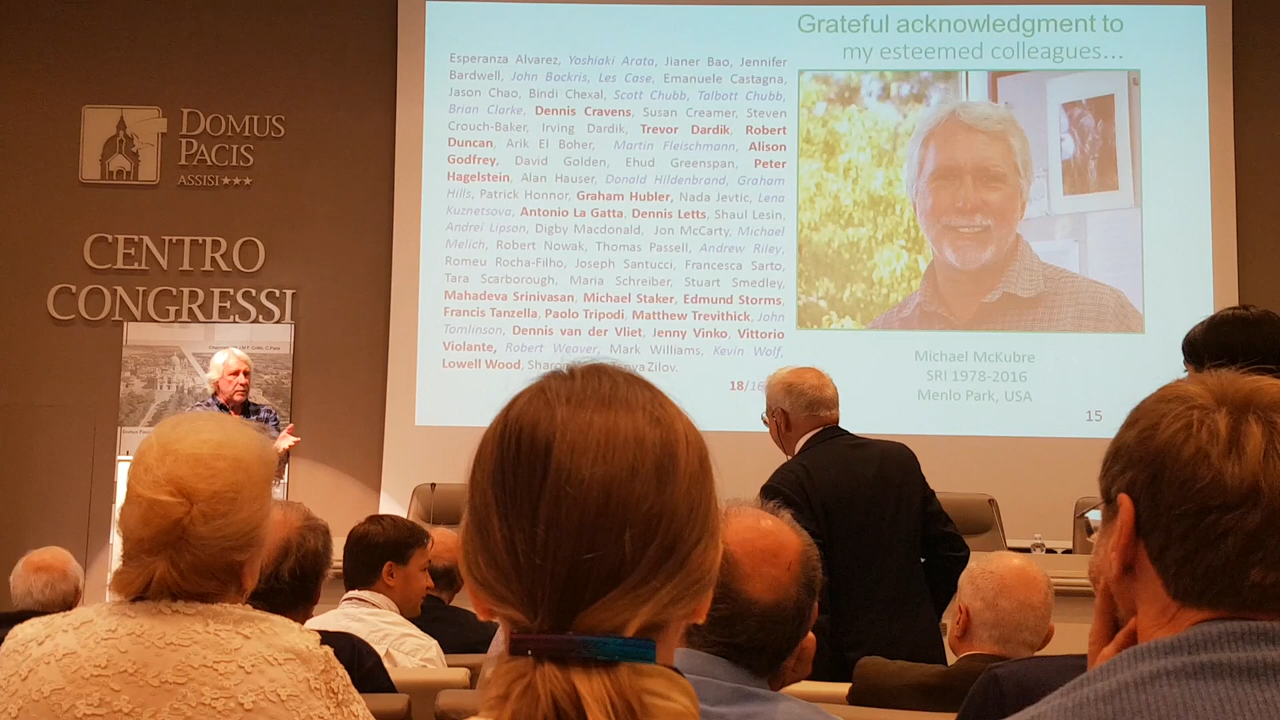 DOMUS
PACIS
ASSISI★★★
CENTRO
CONGRESSI
Grateful acknowledgment to
my esteemed colleagues...
Esperanza Alvarez, Yoshiaki Arata, Jianer Bao, Jennifer
Bardwell, John Bockris, Les Case, Emanuele Castagna,
Jason Chao, Bindi Chexal, Scott Chubb, Talbott Chubb,
Brian Clarke, Dennis Cravens, Susan Creamer, Steven
Crouch-Baker, Irving Dardik, Trevor Dardik, Robert
Duncan, Arik El Boher, Martin Fleischmann, Alison
Godfrey, David Golden, Ehud Greenspan, Peter
Hagelstein, Alan Hauser, Donald Hildenbrand, Graham
Hills, Patrick Honnor, Graham Hubler, Nada Jevtic, Lena
Kuznetsova, Antonio La Gatta, Dennis Letts, Shaul Lesin,
Andrei Lipson, Digby Macdonald, Jon McCarty, Michael
Melich, Robert Nowak, Thomas Passell, Andrew Riley,
Romeu Rocha-Filho, Joseph Santucci, Francesca Sarto,
Tara Scarborough, Maria Schreiber, Stuart Smedley,
Mahadeva Srinivasan, Michael Staker, Edmund Storms,
Francis Tanzella, Paolo Tripodi, Matthew Trevithick, John
Tomlinson, Dennis van der Vliet, Jenny Vinko, Vittorio
Violante, Robert Weaver, Mark Williams, Kevin Wolf,
Lowell Wood, Zilov.
18/16
Michael McKubre
SRI 1978-2016
Menlo Park, USA
15